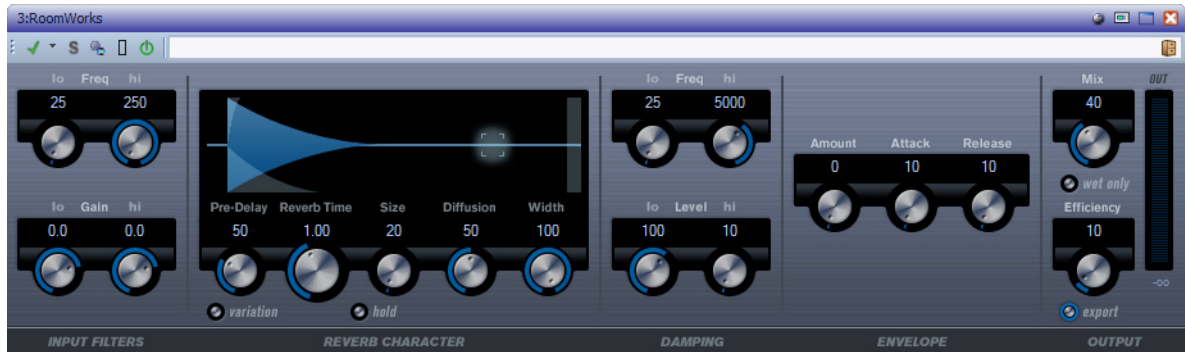 3:RoomWorks
S
lo Freq hi
25 250
lo Gain hi
0.0 0.0
INPUT FILTERS
Pre-Delay Reverb Time Size Diffusion Width
50 1.00 20 50 100
variation hold
REVERB CHARACTER
lo Freq hi
25 5000
lo Level hi
100 10
DAMPING
Amount Attack Release
0 10 10
ENVELOPE
Mix
40
wet only
Efficiency
10
export
OUT
-∞
OUTPUT